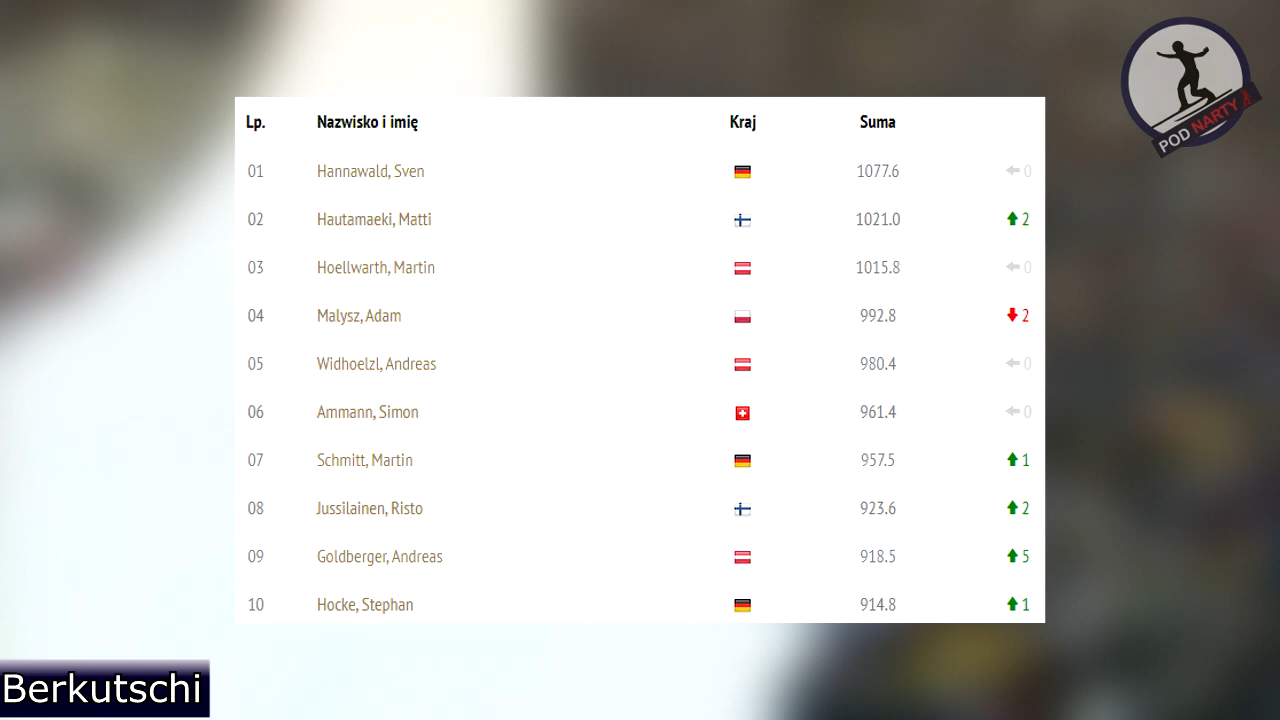 POD NARTY
Lp. Nazwisko i imię Kraj Suma
01 Hannawald, Sven 1077.6 0
02 Hautamaeki, Matti 1021.0 2
03 Hoellwarth, Martin 1015.8 0
04 Malysz, Adam 992.8 2
05 Widhoelzl, Andreas 980.4 0
06 Ammann, Simon 961.4 0
07 Schmitt, Martin 957.5 1
08 Jussilainen, Risto 923.6 2
09 Goldberger, Andreas 918.5 5
10 Hocke, Stephan 914.8 1
Berkutschi